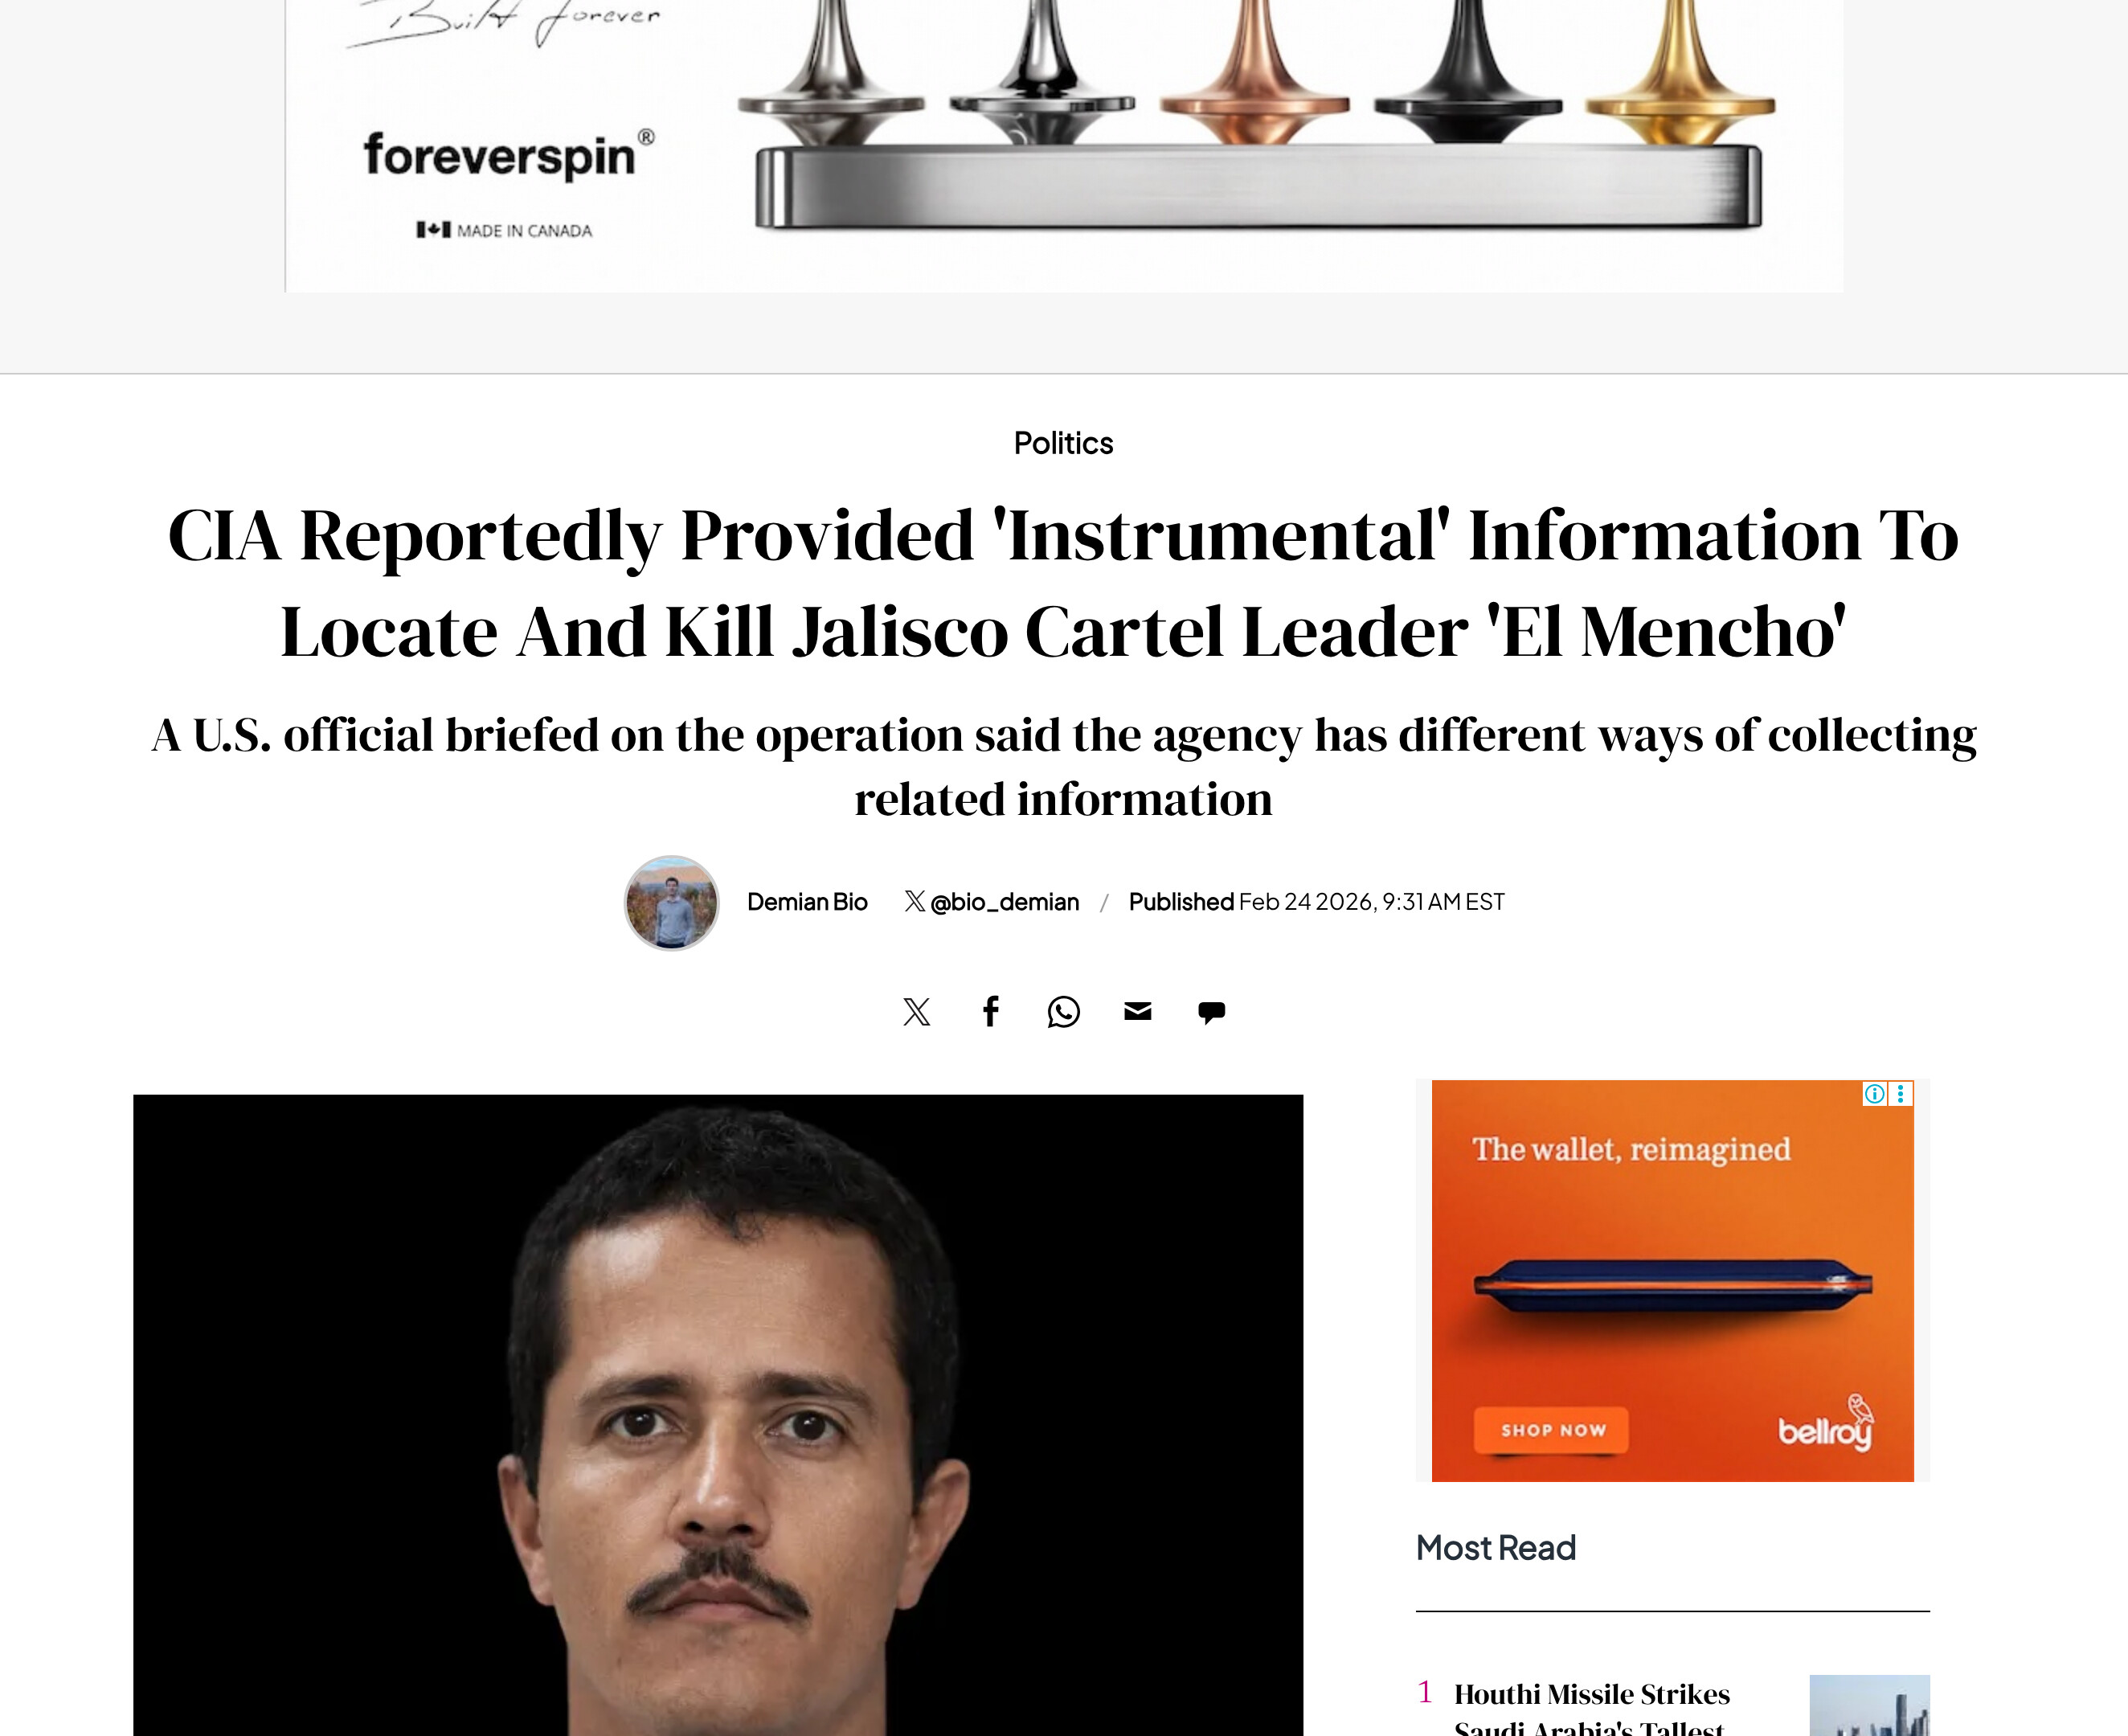 Built forever
foreverspin®
MADE IN CANADA
Politics
CIA Reportedly Provided 'Instrumental' Information To
Locate And Kill Jalisco Cartel Leader 'El Mencho'
A U.S. official briefed on the operation said the agency has different ways of collecting
related information
Demian Bio @bio_demian / Published Feb 24 2026, 9:31 AM EST
The wallet, reimagined
SHOP NOW
bellroy
Most Read
1 Houthi Missile Strikes
Saudi Arabia's Tallest